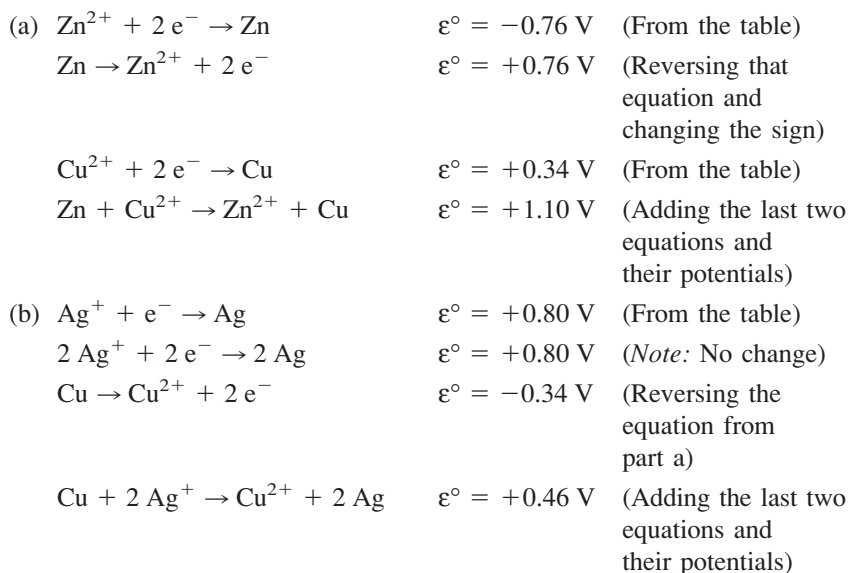 (a) Zn²⁺ + 2 e⁻ → Zn ε° = −0.76 V (From the table)
Zn → Zn²⁺ + 2 e⁻ ε° = +0.76 V (Reversing that
equation and
changing the sign)
Cu²⁺ + 2 e⁻ → Cu ε° = +0.34 V (From the table)
Zn + Cu²⁺ → Zn²⁺ + Cu ε° = +1.10 V (Adding the last two
equations and
their potentials)
(b) Ag⁺ + e⁻ → Ag ε° = +0.80 V (From the table)
2 Ag⁺ + 2 e⁻ → 2 Ag ε° = +0.80 V (Note: No change)
Cu → Cu²⁺ + 2 e⁻ ε° = −0.34 V (Reversing the
equation from
part a)
Cu + 2 Ag⁺ → Cu²⁺ + 2 Ag ε° = +0.46 V (Adding the last two
equations and
their potentials)